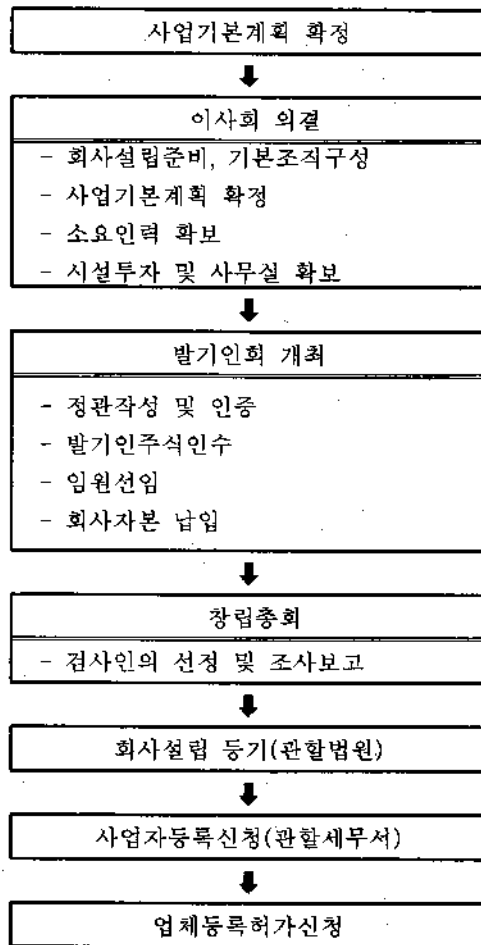 사업기본계획 확정
이사회 의결
- 회사설립준비, 기본조직구성
- 사업기본계획 확정
- 소요인력 확보
- 시설투자 및 사무실 확보
발기인회 개최
- 정관작성 및 인증
- 발기인주식인수
- 임원선임
- 회사자본 납입
창립총회
- 검사인의 선정 및 조사보고
회사설립 등기(관할법원)
사업자등록신청(관할세무서)
업체등록허가신청